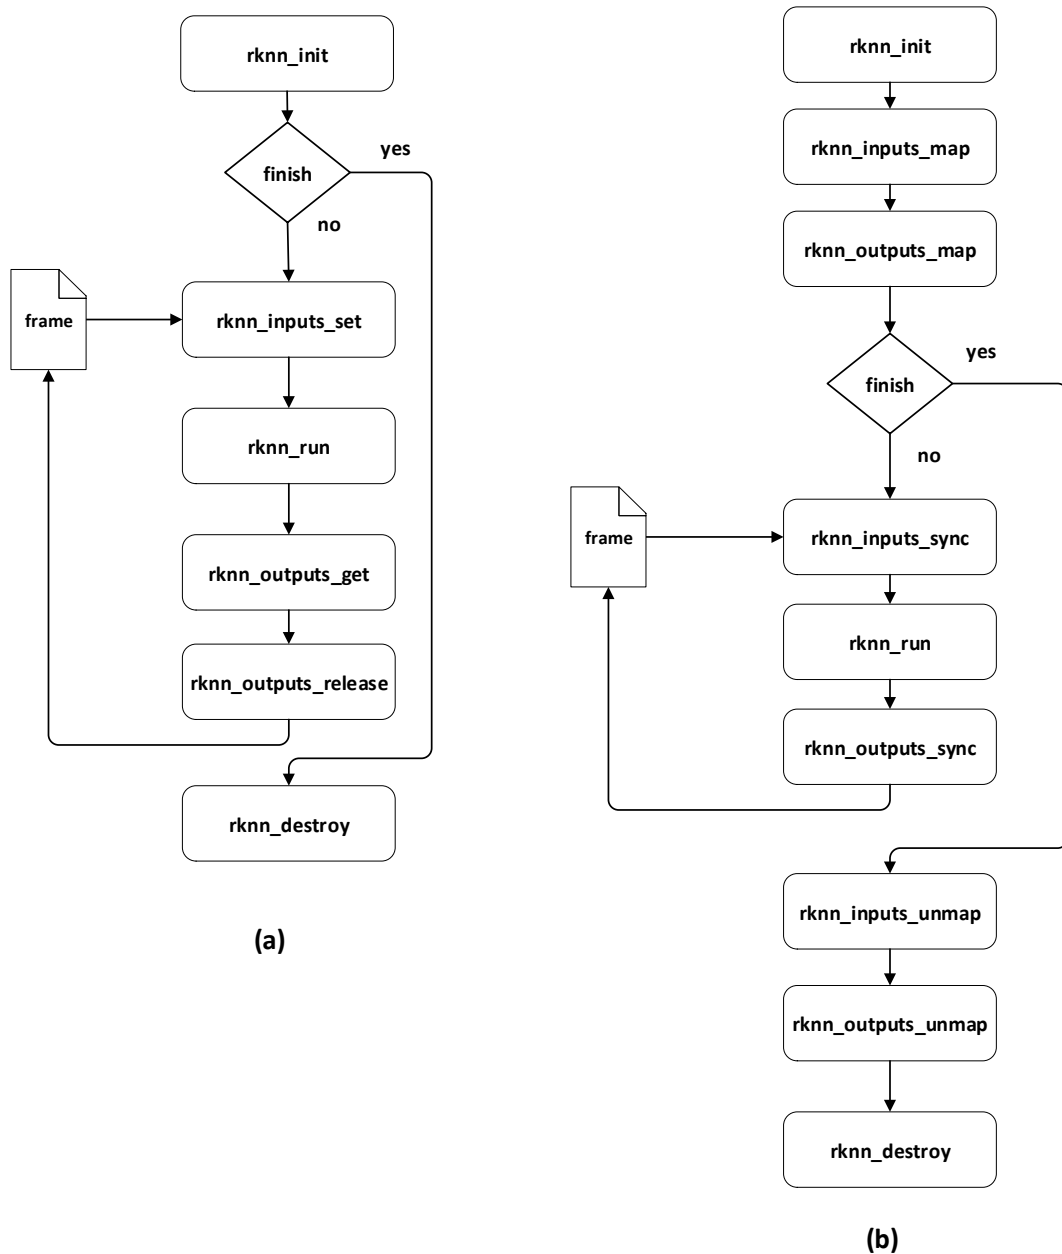 rknn_init
finish
yes
no
frame
rknn_inputs_set
rknn_run
rknn_outputs_get
rknn_outputs_release
rknn_destroy
(a)
rknn_init
rknn_inputs_map
rknn_outputs_map
finish
yes
no
frame
rknn_inputs_sync
rknn_run
rknn_outputs_sync
rknn_inputs_unmap
rknn_outputs_unmap
rknn_destroy
(b)